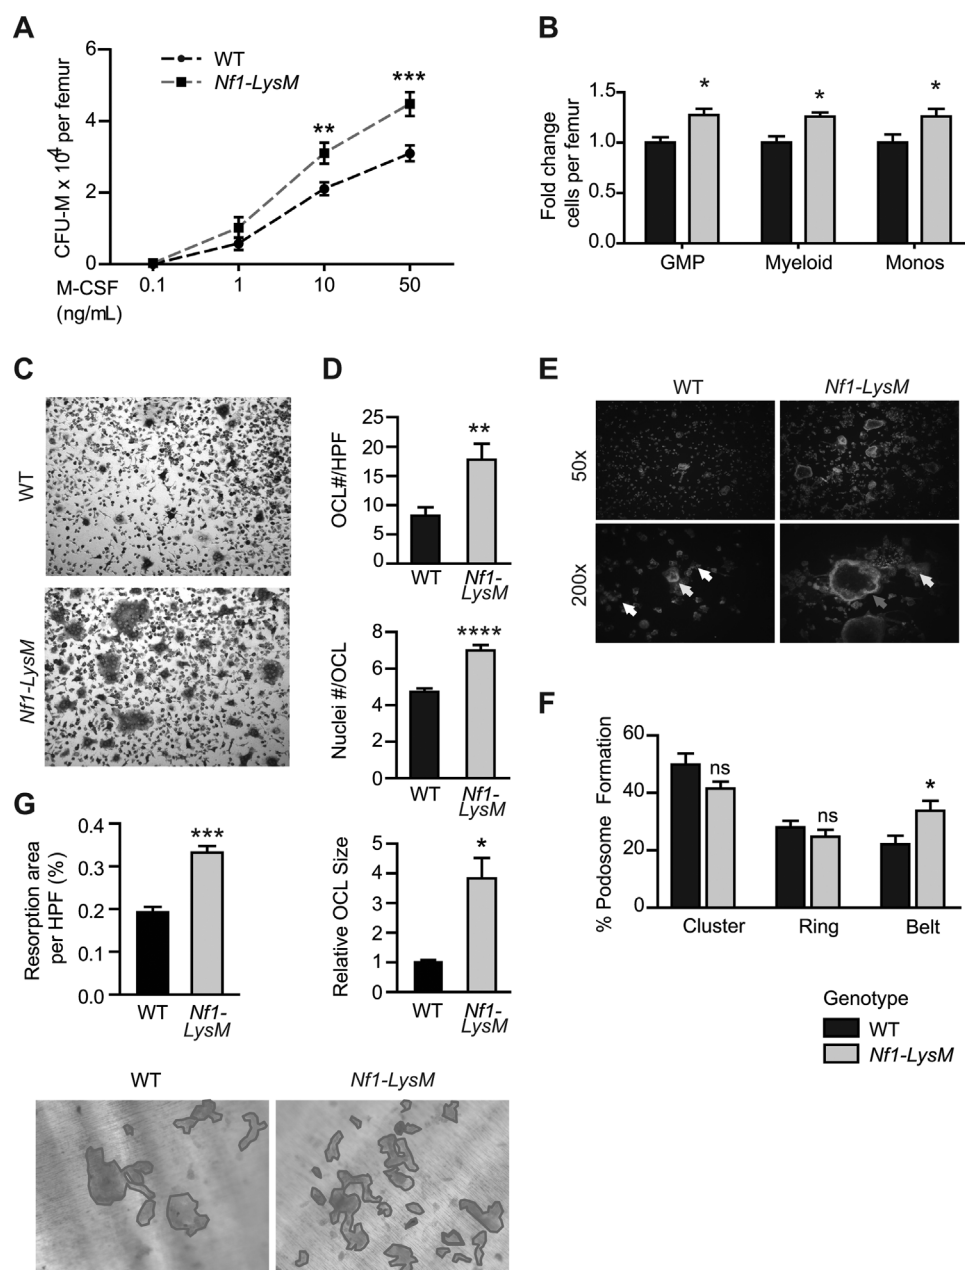 A
6
4
2
0
CFU-M x 10⁴ per femur
WT
Nf1-LysM
**
***
M-CSF
(ng/mL)
0.1
1
10
50
B
1.5
1.0
0.5
0.0
Fold change
cells per femur
*
*
*
GMP
Myeloid
Monos
C
WT
Nf1-LysM
D
25
20
15
10
5
0
OCL#/HPF
**
WT
Nf1-
LysM
8
6
4
2
0
Nuclei #/OCL
****
WT
Nf1-
LysM
5
4
3
2
1
0
Relative OCL Size
*
WT
Nf1-
LysM
E
WT
Nf1-LysM
50x
200x
F
60
40
20
0
% Podosome Formation
ns
ns
*
Cluster
Ring
Belt
Genotype
WT
Nf1-LysM
G
0.4
0.3
0.2
0.1
0.0
Resorption area
per HPF (%)
***
WT
Nf1-
LysM
WT
Nf1-LysM